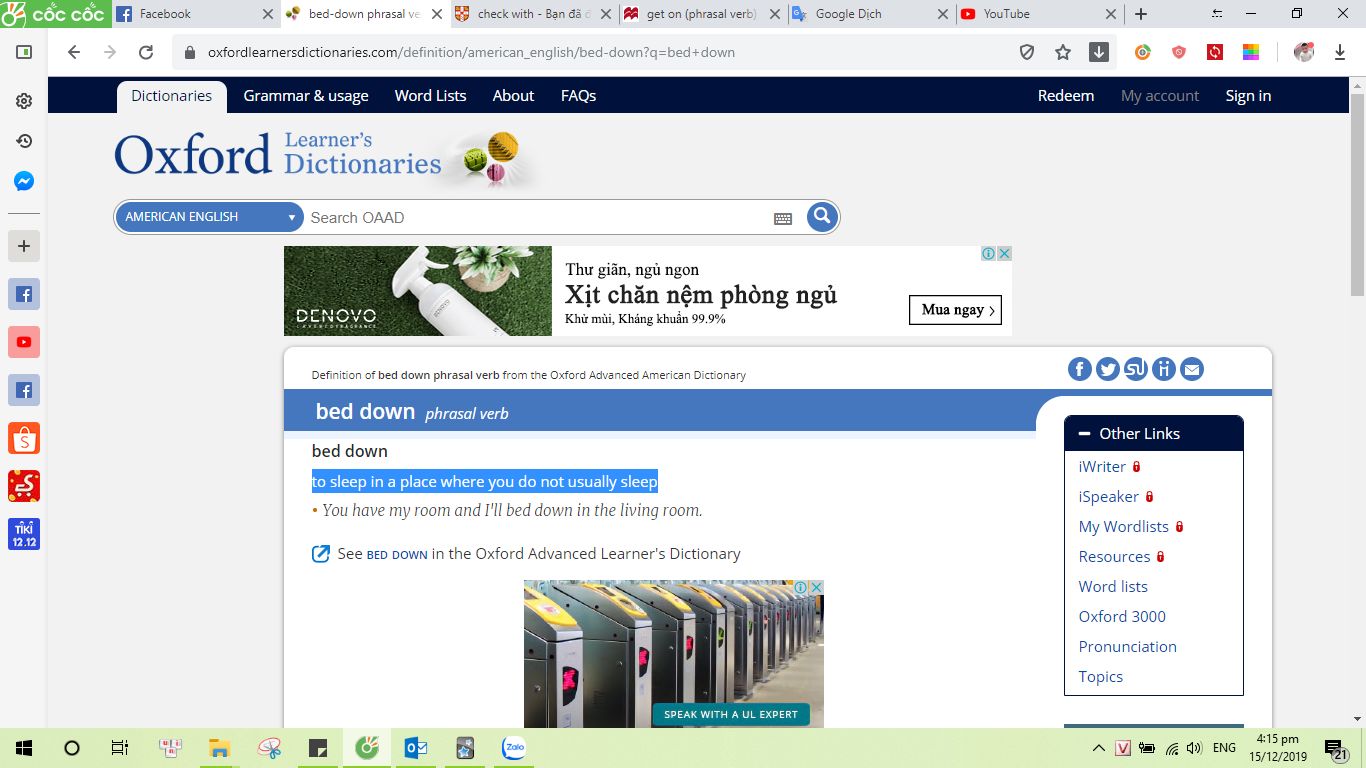 cốc cốc
Facebook
bed-down phrasal ve
check with - Bạn đã đ
get on (phrasal verb)
Google Dịch
YouTube
oxfordlearnersdictionaries.com/definition/american_english/bed-down?q=bed+down
Dictionaries
Grammar & usage
Word Lists
About
FAQs
Redeem
My account
Sign in
Oxford
Learner's
Dictionaries
AMERICAN ENGLISH
Search OAAD
DENOVO
Thư giãn, ngủ ngon
Xịt chăn nệm phòng ngủ
Khử mùi, Kháng khuẩn 99.9%
Mua ngay
Definition of bed down phrasal verb from the Oxford Advanced American Dictionary
bed down phrasal verb
bed down
to sleep in a place where you do not usually sleep
• You have my room and I'll bed down in the living room.
See BED DOWN in the Oxford Advanced Learner's Dictionary
SPEAK WITH A UL EXPERT
Other Links
iWriter
iSpeaker
My Wordlists
Resources
Word lists
Oxford 3000
Pronunciation
Topics
TIKI
12.12
Zalo
ENG
4:15 pm
15/12/2019
21